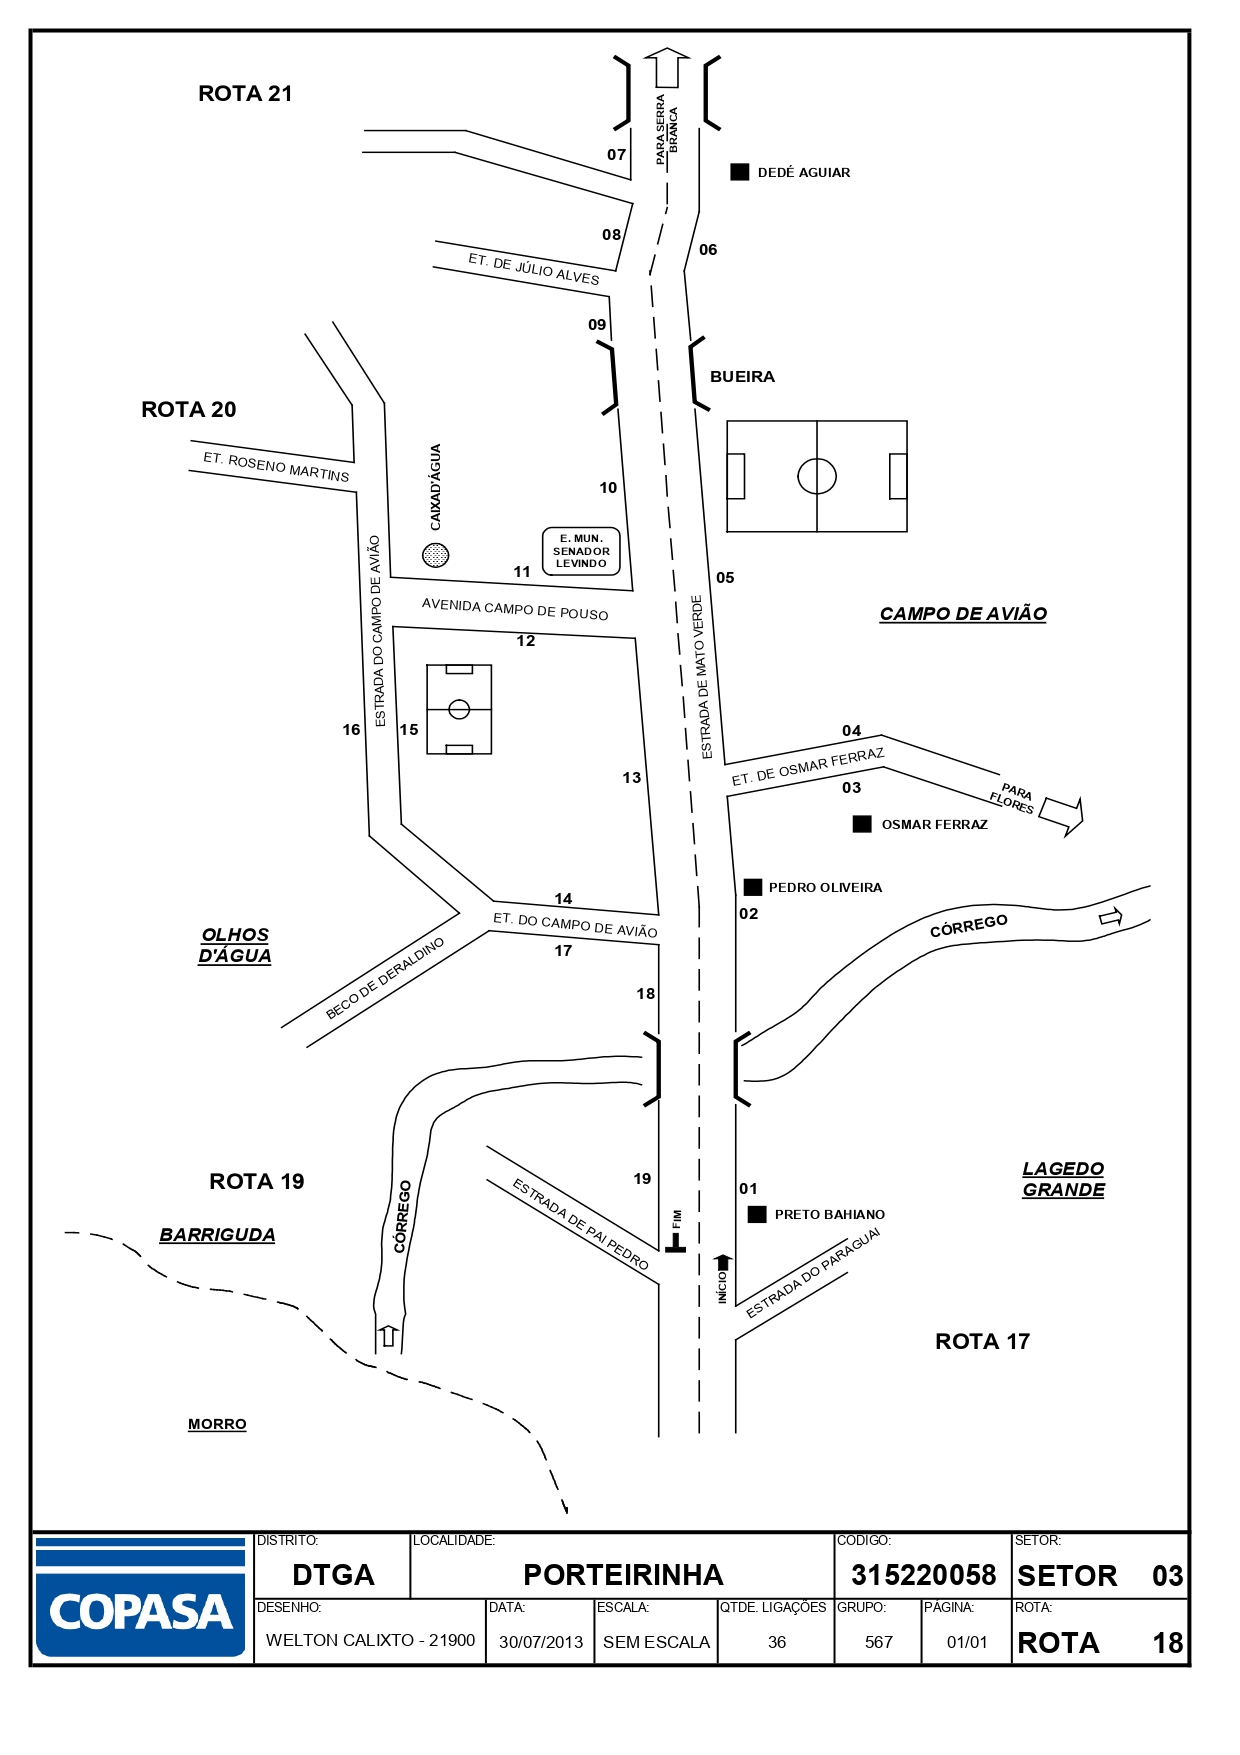 ROTA 21
PARA SERRA
BRANCA
07
DEDÉ AGUIAR
08
06
ET. DE JÚLIO ALVES
09
BUEIRA
ROTA 20
ET. ROSENO MARTINS
CAIXAD'ÁGUA
10
E. MUN.
SENADOR
LEVINDO
11
05
AVENIDA CAMPO DE POUSO
CAMPO DE AVIÃO
12
ESTRADA DO CAMPO DE AVIÃO
ESTRADA DE MATO VERDE
16
15
04
ET. DE OSMAR FERRAZ
13
03
PARA
FLORES
OSMAR FERRAZ
PEDRO OLIVEIRA
14
02
ET. DO CAMPO DE AVIÃO
CÓRREGO
OLHOS
D'ÁGUA
17
BECO DE DERALDINO
18
ROTA 19
LAGEDO
GRANDE
19
01
CÓRREGO
ESTRADA DE PAI PEDRO
FIM
PRETO BAHIANO
BARRIGUDA
INÍCIO
ESTRADA DO PARAGUAI
ROTA 17
MORRO
COPASA
DISTRITO:
DTGA
LOCALIDADE:
PORTEIRINHA
CODIGO:
315220058
SETOR:
SETOR 03
DESENHO:
WELTON CALIXTO - 21900
DATA:
30/07/2013
ESCALA:
SEM ESCALA
QTDE. LIGAÇÕES
36
GRUPO:
567
PÁGINA:
01/01
ROTA:
ROTA 18